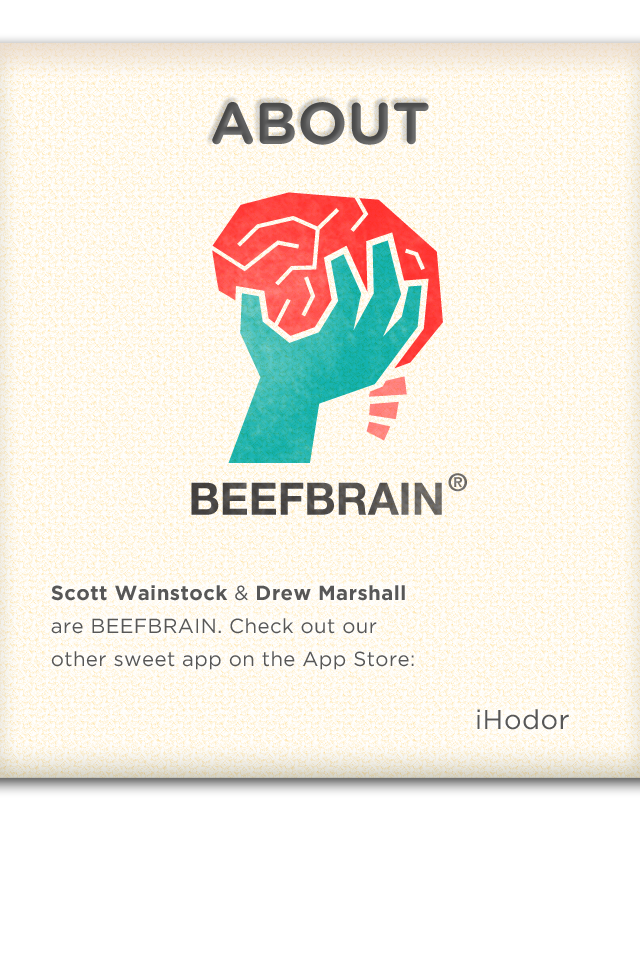 ABOUT
BEEFBRAIN®
Scott Wainstock & Drew Marshall
are BEEFBRAIN. Check out our
other sweet app on the App Store:
iHodor